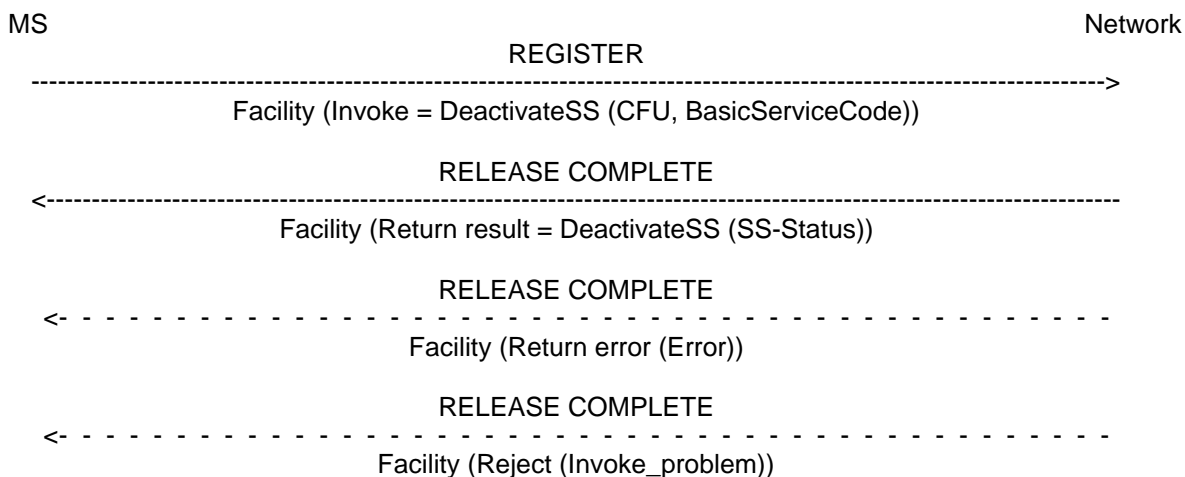 MS Network
REGISTER
Facility (Invoke = DeactivateSS (CFU, BasicServiceCode))
RELEASE COMPLETE
Facility (Return result = DeactivateSS (SS-Status))
RELEASE COMPLETE
Facility (Return error (Error))
RELEASE COMPLETE
Facility (Reject (Invoke_problem))